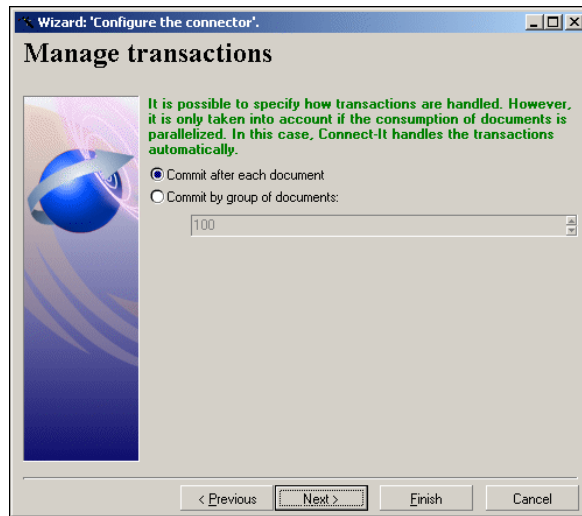 Wizard: 'Configure the connector'.
Manage transactions
It is possible to specify how transactions are handled. However,
it is only taken into account if the consumption of documents is
parallelized. In this case, Connect-It handles the transactions
automatically.
Commit after each document
Commit by group of documents:
100
< Previous Next > Finish Cancel